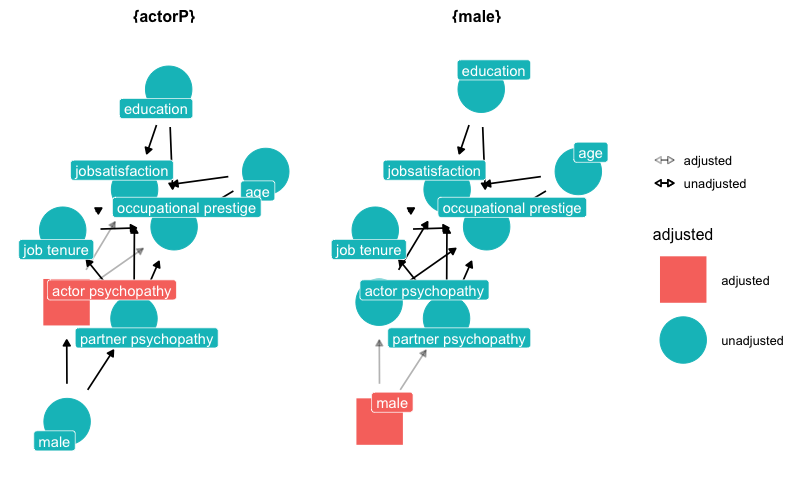 {actorP}
education
jobsatisfaction
age
occupational prestige
job tenure
actor psychopathy
partner psychopathy
male
{male}
education
age
jobsatisfaction
occupational prestige
job tenure
actor psychopathy
partner psychopathy
male
adjusted
unadjusted
adjusted
adjusted
unadjusted